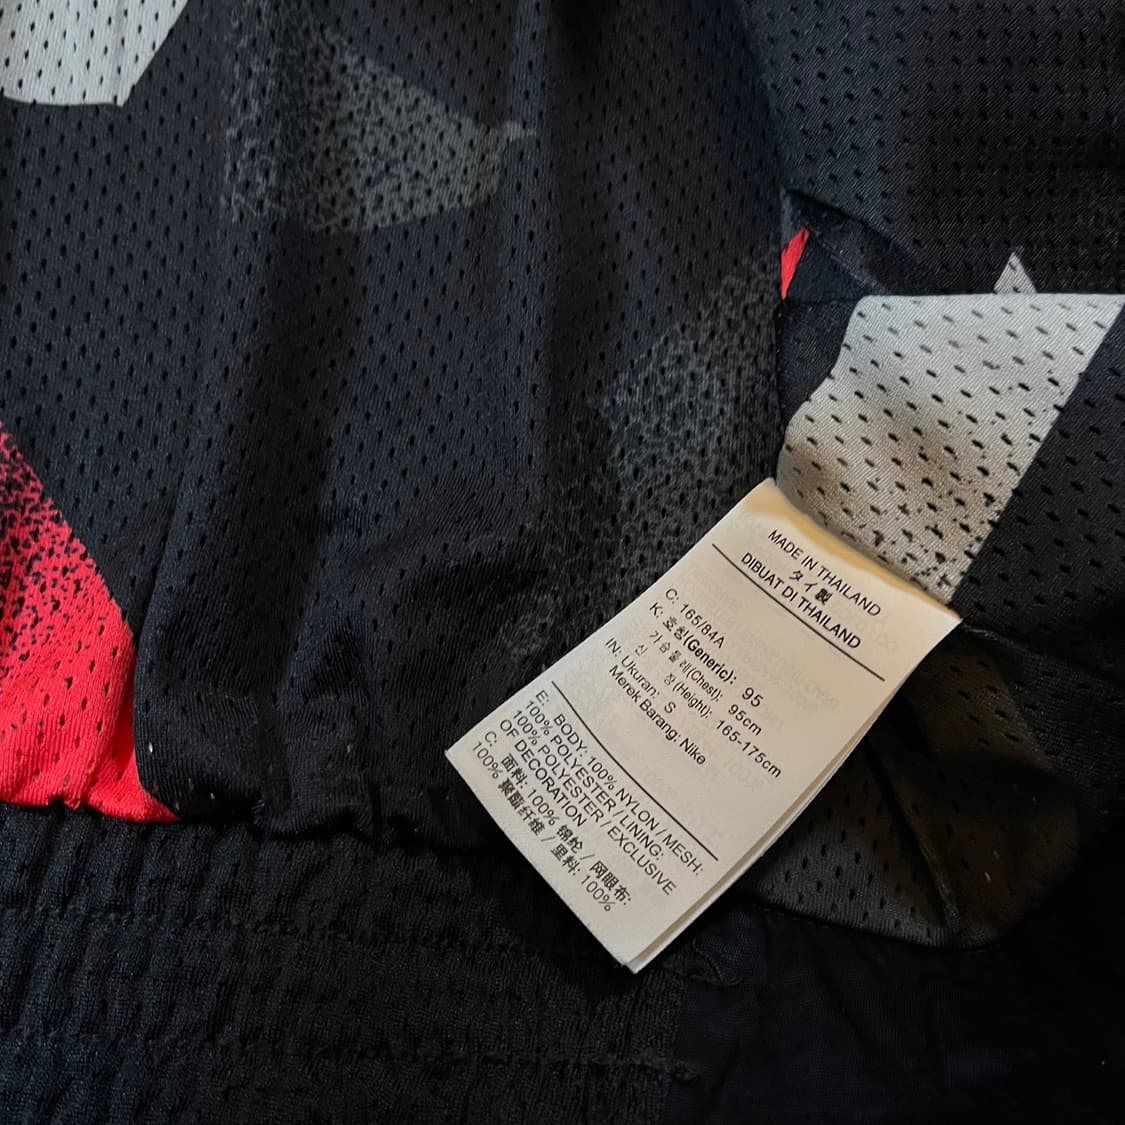 MADE IN THAILAND
タイ製
DIBUAT DI THAILAND
C: 165/84A
K: 호칭(Generic): 95
가슴둘레(Chest): 95cm
신 장(Height): 165-175cm
IN: Ukuran: S
Merek Barang: Nike
E: BODY: 100% NYLON / MESH:
100% POLYESTER / LINING:
100% POLYESTER / EXCLUSIVE
OF DECORATION
C: 面料: 100% 锦纶 / 网眼布:
100% 聚酯纤维 / 里料: 100%